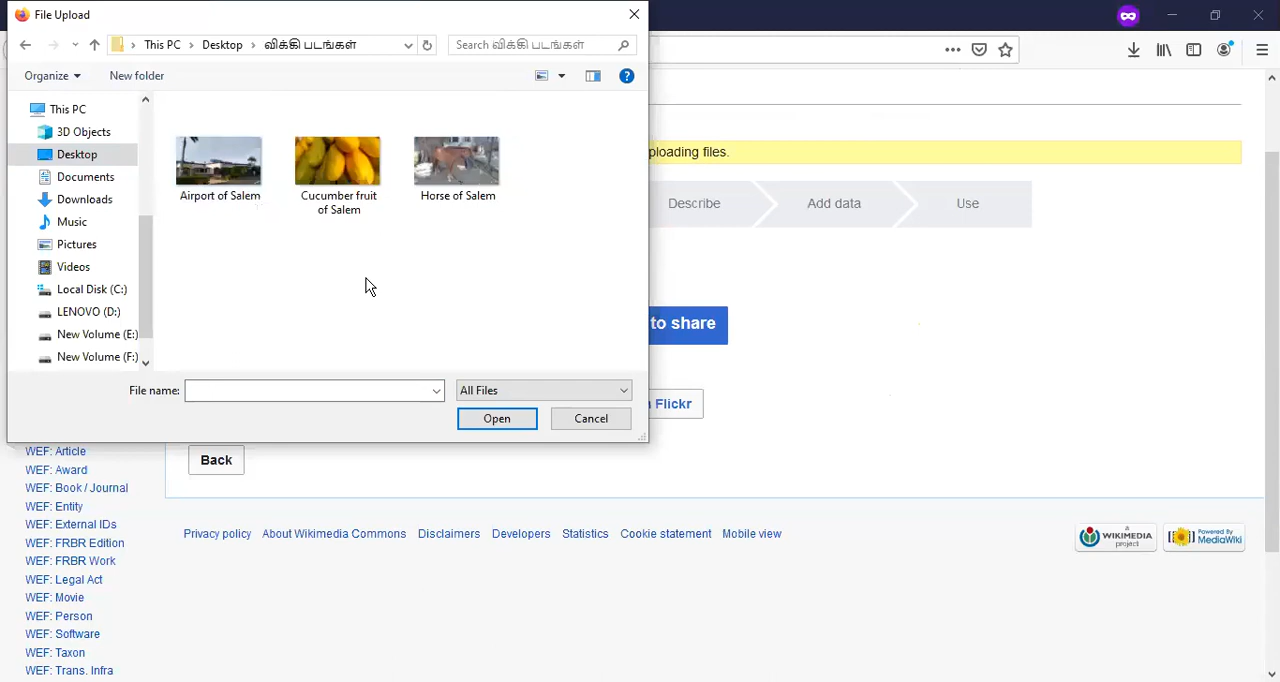 File Upload
This PC
Desktop
விக்கி படங்கள்
Search விக்கி படங்கள்
Organize
New folder
This PC
3D Objects
Desktop
Documents
Downloads
Music
Pictures
Videos
Local Disk (C:)
LENOVO (D:)
New Volume (E:)
New Volume (F:)
Airport of Salem
Cucumber fruit
of Salem
Horse of Salem
File name:
All Files
Open
Cancel
ploading files.
Describe
Add data
Use
to share
Flickr
Back
WEF: Article
WEF: Award
WEF: Book / Journal
WEF: Entity
WEF: External IDs
WEF: FRBR Edition
WEF: FRBR Work
WEF: Legal Act
WEF: Movie
WEF: Person
WEF: Software
WEF: Taxon
WEF: Trans. Infra
Privacy policy
About Wikimedia Commons
Disclaimers
Developers
Statistics
Cookie statement
Mobile view
A
WIKIMEDIA
project
Powered by
MediaWiki